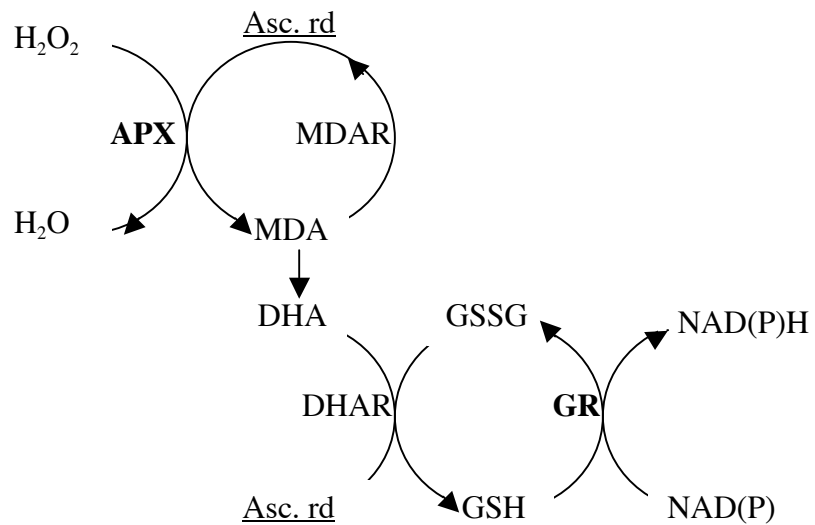 Asc. rd
H₂O₂
APX
MDAR
H₂O
MDA
DHA
GSSG
NAD(P)H
DHAR
GR
Asc. rd
GSH
NAD(P)